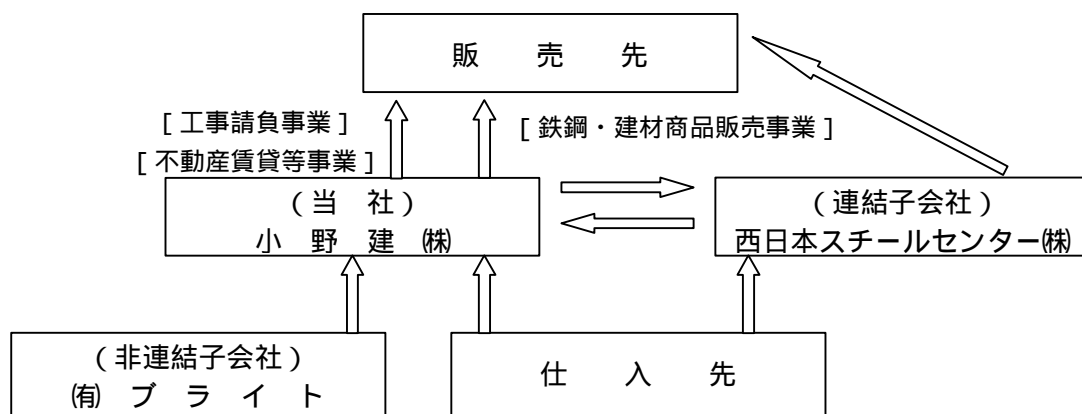 販 売 先
[ 工事請負事業 ]
[ 鉄鋼・建材商品販売事業 ]
[ 不動産賃貸等事業 ]
( 当 社 )
小 野 建 ㈱
( 連結子会社 )
西日本スチールセンター㈱
( 非連結子会社 )
㈲ ブ ラ イ ト
仕 入 先